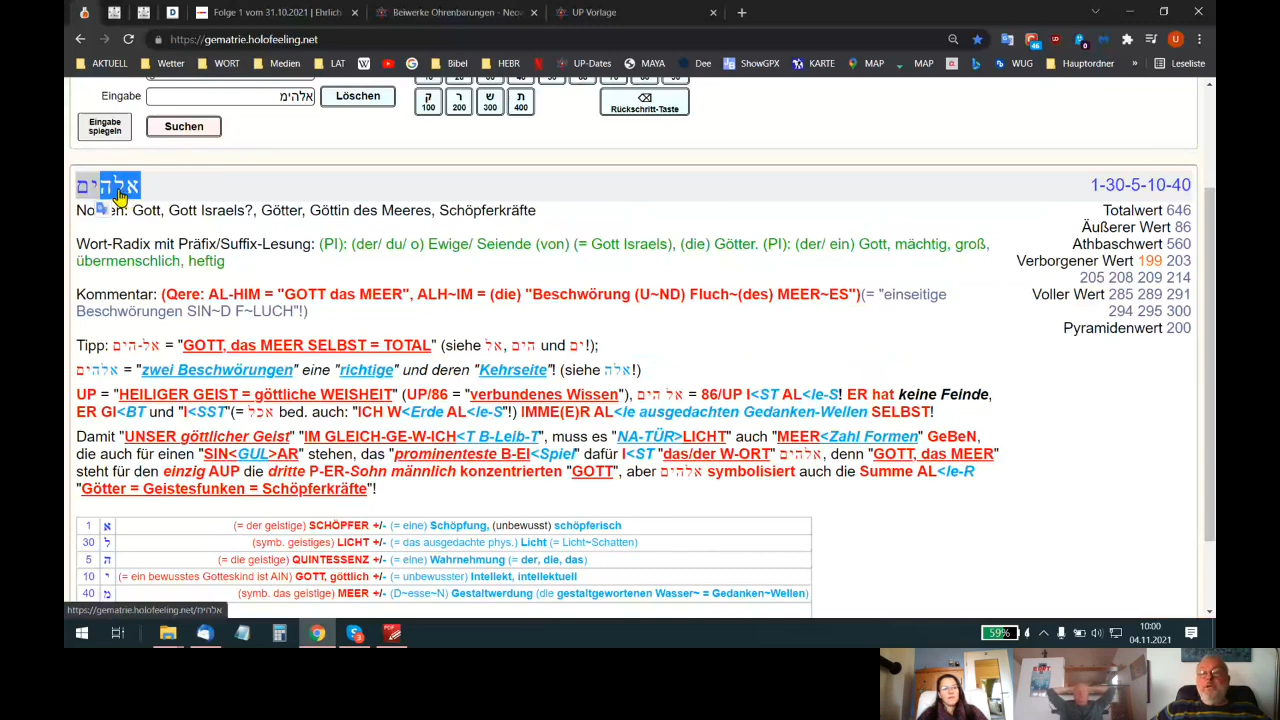 Folge 1 vom 31.10.2021 | Ehrlich
Beiwerke Ohrenbarungen - Neow
UP Vorlage
https://gematrie.holofeeling.net
AKTUELL Wetter WORT Medien LAT Bibel HEBR UP-Dates MAYA Dee ShowGPX KARTE MAP MAP WUG Hauptordner » Leseliste
Eingabe אלהימ Löschen
ק ר ש ת
100 200 300 400
Rückschritt-Taste
Eingabe spiegeln Suchen
אלהים 1-30-5-10-40
Nomen: Gott, Gott Israels?, Götter, Göttin des Meeres, Schöpferkräfte
Totalwert 646
Äußerer Wert 86
Athbaschwert 560
Verborgener Wert 199 203
205 208 209 214
Voller Wert 285 289 291
294 295 300
Pyramidenwert 200
Wort-Radix mit Präfix/Suffix-Lesung: (PI): (der/ du/ o) Ewige/ Seiende (von) (= Gott Israels), (die) Götter. (PI): (der/ ein) Gott, mächtig, groß,
übermenschlich, heftig
Kommentar: (Qere: AL-HIM = "GOTT das MEER", ALH~IM = (die) "Beschwörung (U~ND) Fluch~(des) MEER~ES")(= "einseitige
Beschwörungen SIN~D F~LUCH"!)
Tipp: אל-הים = "GOTT, das MEER SELBST = TOTAL" (siehe אל, הים und ים!);
אלהים = "zwei Beschwörungen" eine "richtige" und deren "Kehrseite"! (siehe אלה!)
UP = "HEILIGER GEIST = göttliche WEISHEIT" (UP/86 = "verbundenes Wissen"), אל הים = 86/UP I<ST AL<le-S! ER hat keine Feinde,
ER GI<BT und "I<SST"(= אכל bed. auch: "ICH W<Erde AL<le-S"!) IMME(E)R AL<le ausgedachten Gedanken-Wellen SELBST!
Damit "UNSER göttlicher Geist" "IM GLEICH-GE-W-ICH<T B-Leib-T", muss es "NA-TÜR>LICHT" auch "MEER<Zahl Formen" GeBeN,
die auch für einen "SIN<GUL>AR" stehen, das "prominenteste B-EI<Spiel" dafür I<ST "das/der W-ORT" אלהים, denn "GOTT, das MEER"
steht für den einzig AUP die dritte P-ER-Sohn männlich konzentrierten "GOTT", aber אלהים symbolisiert auch die Summe AL<le-R
"Götter = Geistesfunken = Schöpferkräfte"!
1 א (= der geistige) SCHÖPFER +/- (= eine) Schöpfung, (unbewusst) schöpferisch
30 ל (symb. geistiges) LICHT +/- (= das ausgedachte phys.) Licht (= Licht~Schatten)
5 ה (= die geistige) QUINTESSENZ +/- (= eine) Wahrnehmung (= der, die, das)
10 י (= ein bewusstes Gotteskind ist AIN) GOTT, göttlich +/- (= unbewusster) Intellekt, intellektuell
40 מ (symb. das geistige) MEER +/- (D~esse~N) Gestaltwerdung (die gestaltgewortenen Wasser~ = Gedanken~Wellen)
https://gematrie.holofeeling.net/אלהימ
59% 10:00
04.11.2021